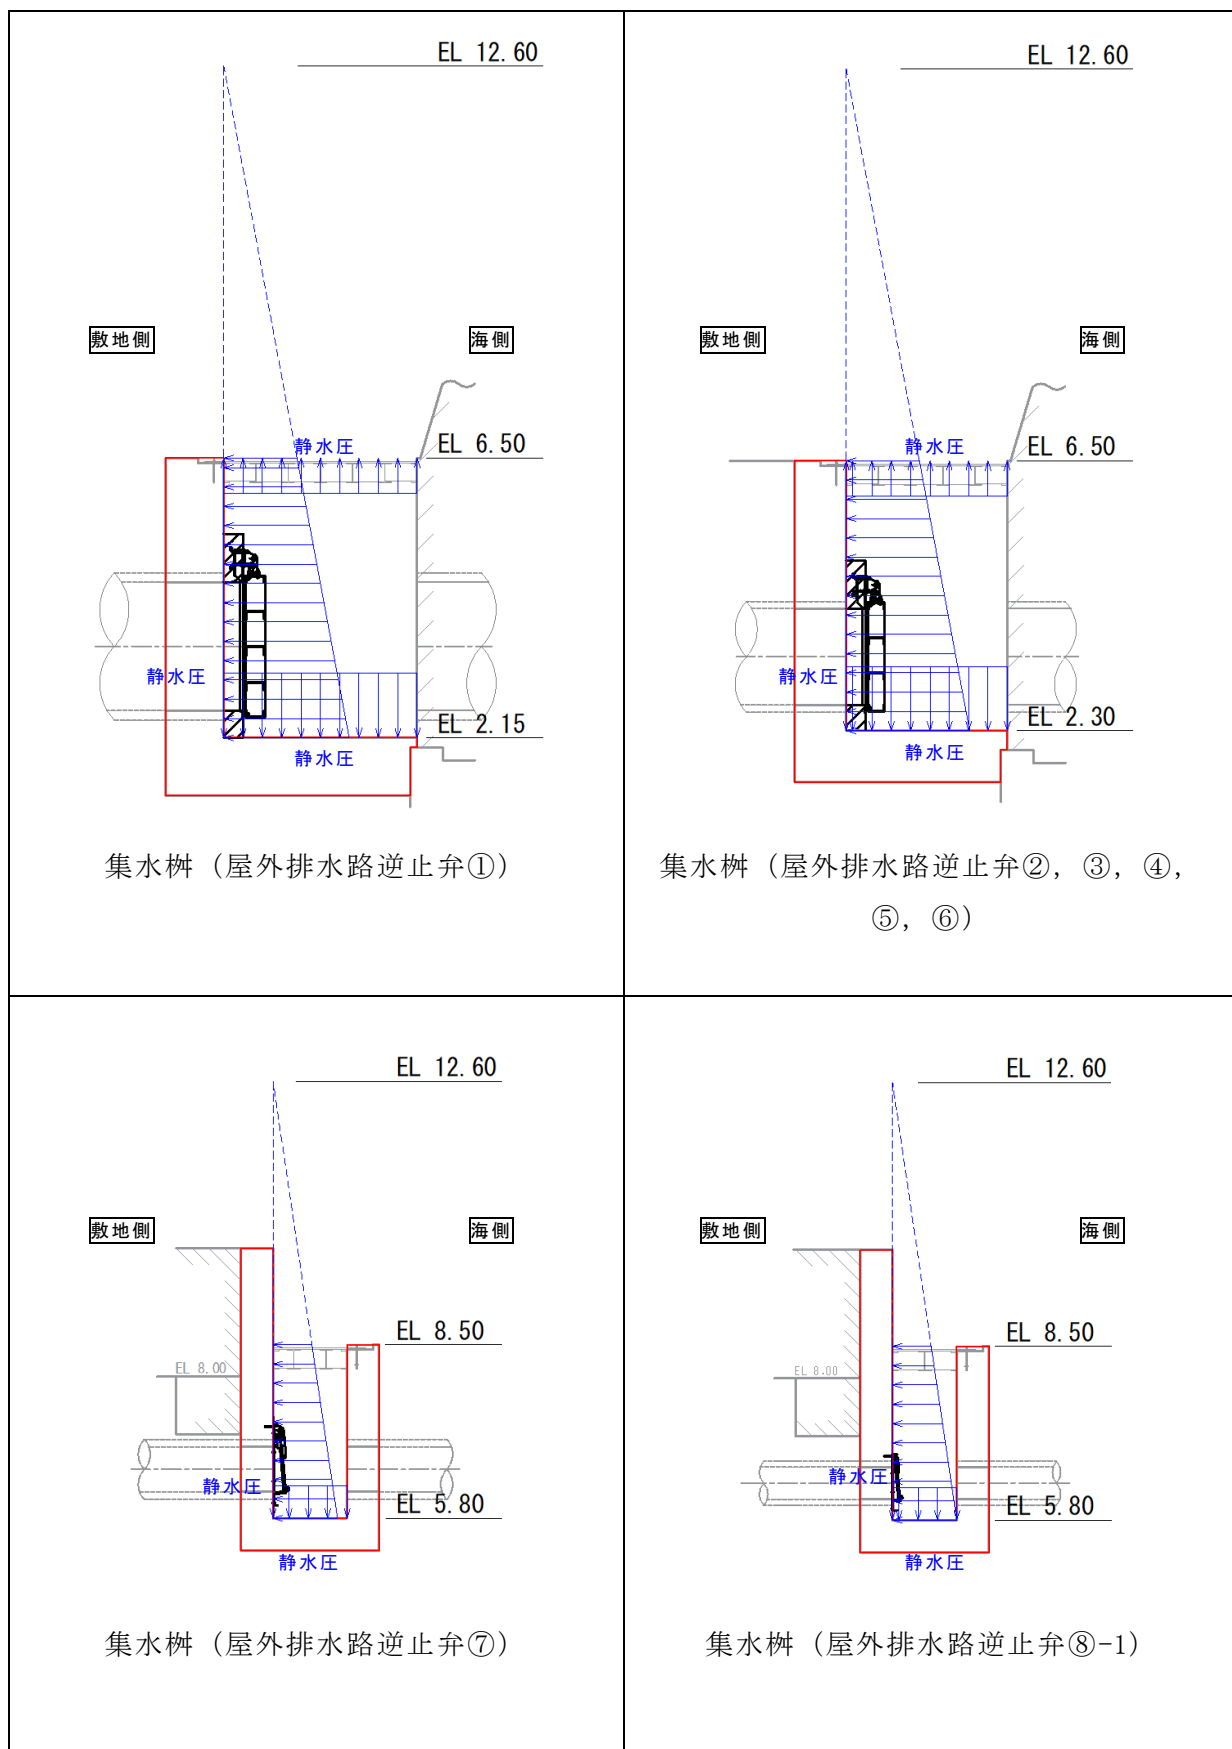 EL 12.60
敷地側
海側
静水圧
EL 6.50
静水圧
EL 2.15
静水圧
集水桝（屋外排水路逆止弁①）
EL 12.60
敷地側
海側
静水圧
EL 6.50
静水圧
EL 2.30
静水圧
集水桝（屋外排水路逆止弁②，③，④，
⑤，⑥）
EL 12.60
敷地側
海側
EL 8.50
EL 8.00
静水圧
EL 5.80
静水圧
集水桝（屋外排水路逆止弁⑦）
EL 12.60
敷地側
海側
EL 8.50
EL 8.00
静水圧
EL 5.80
静水圧
集水桝（屋外排水路逆止弁⑧-1）